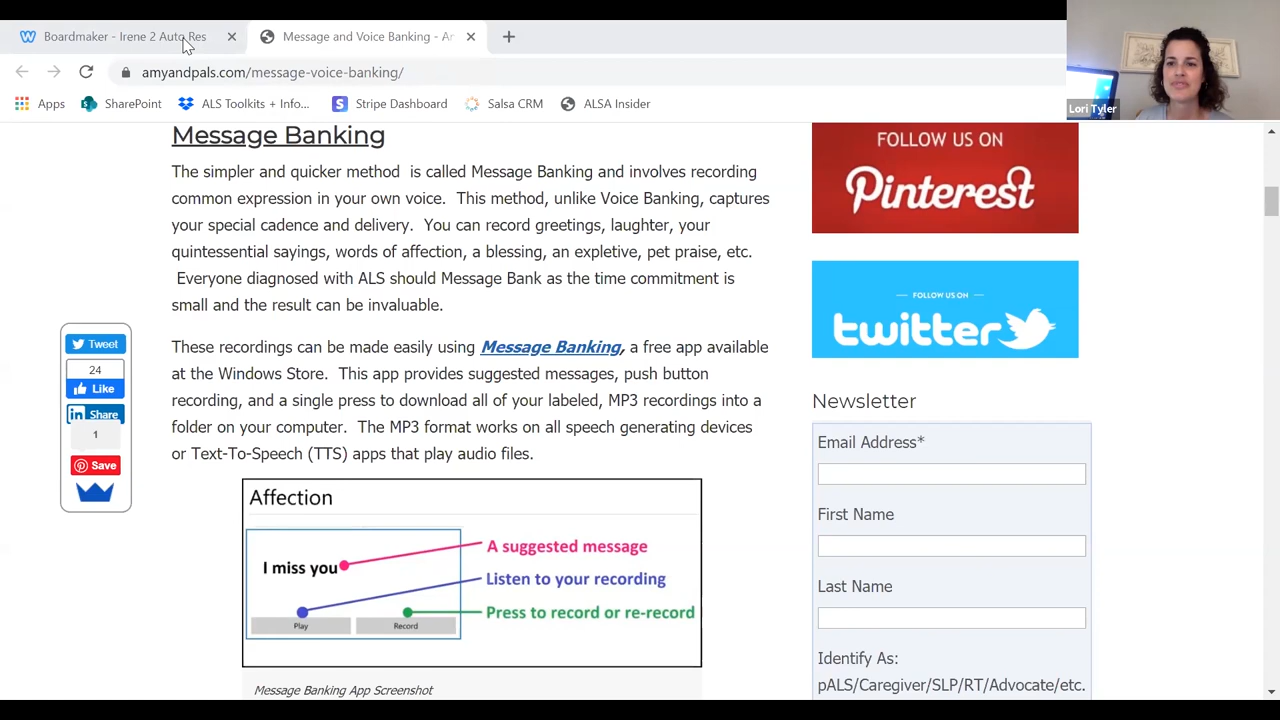 Boardmaker - Irene 2 Auto Res
Message and Voice Banking - Ar
amyandpals.com/message-voice-banking/
Apps
SharePoint
ALS Toolkits + Info...
Stripe Dashboard
Salsa CRM
ALSA Insider
Lori Tyler
Message Banking
The simpler and quicker method is called Message Banking and involves recording
common expression in your own voice. This method, unlike Voice Banking, captures
your special cadence and delivery. You can record greetings, laughter, your
quintessential sayings, words of affection, a blessing, an expletive, pet praise, etc.
Everyone diagnosed with ALS should Message Bank as the time commitment is
small and the result can be invaluable.
These recordings can be made easily using Message Banking, a free app available
at the Windows Store. This app provides suggested messages, push button
recording, and a single press to download all of your labeled, MP3 recordings into a
folder on your computer. The MP3 format works on all speech generating devices
or Text-To-Speech (TTS) apps that play audio files.
Tweet
24
Like
in Share
1
Save
Affection
I miss you
Play
Record
A suggested message
Listen to your recording
Press to record or re-record
Message Banking App Screenshot
FOLLOW US ON
Pinterest
FOLLOW US ON
twitter
Newsletter
Email Address*
First Name
Last Name
Identify As:
pALS/Caregiver/SLP/RT/Advocate/etc.